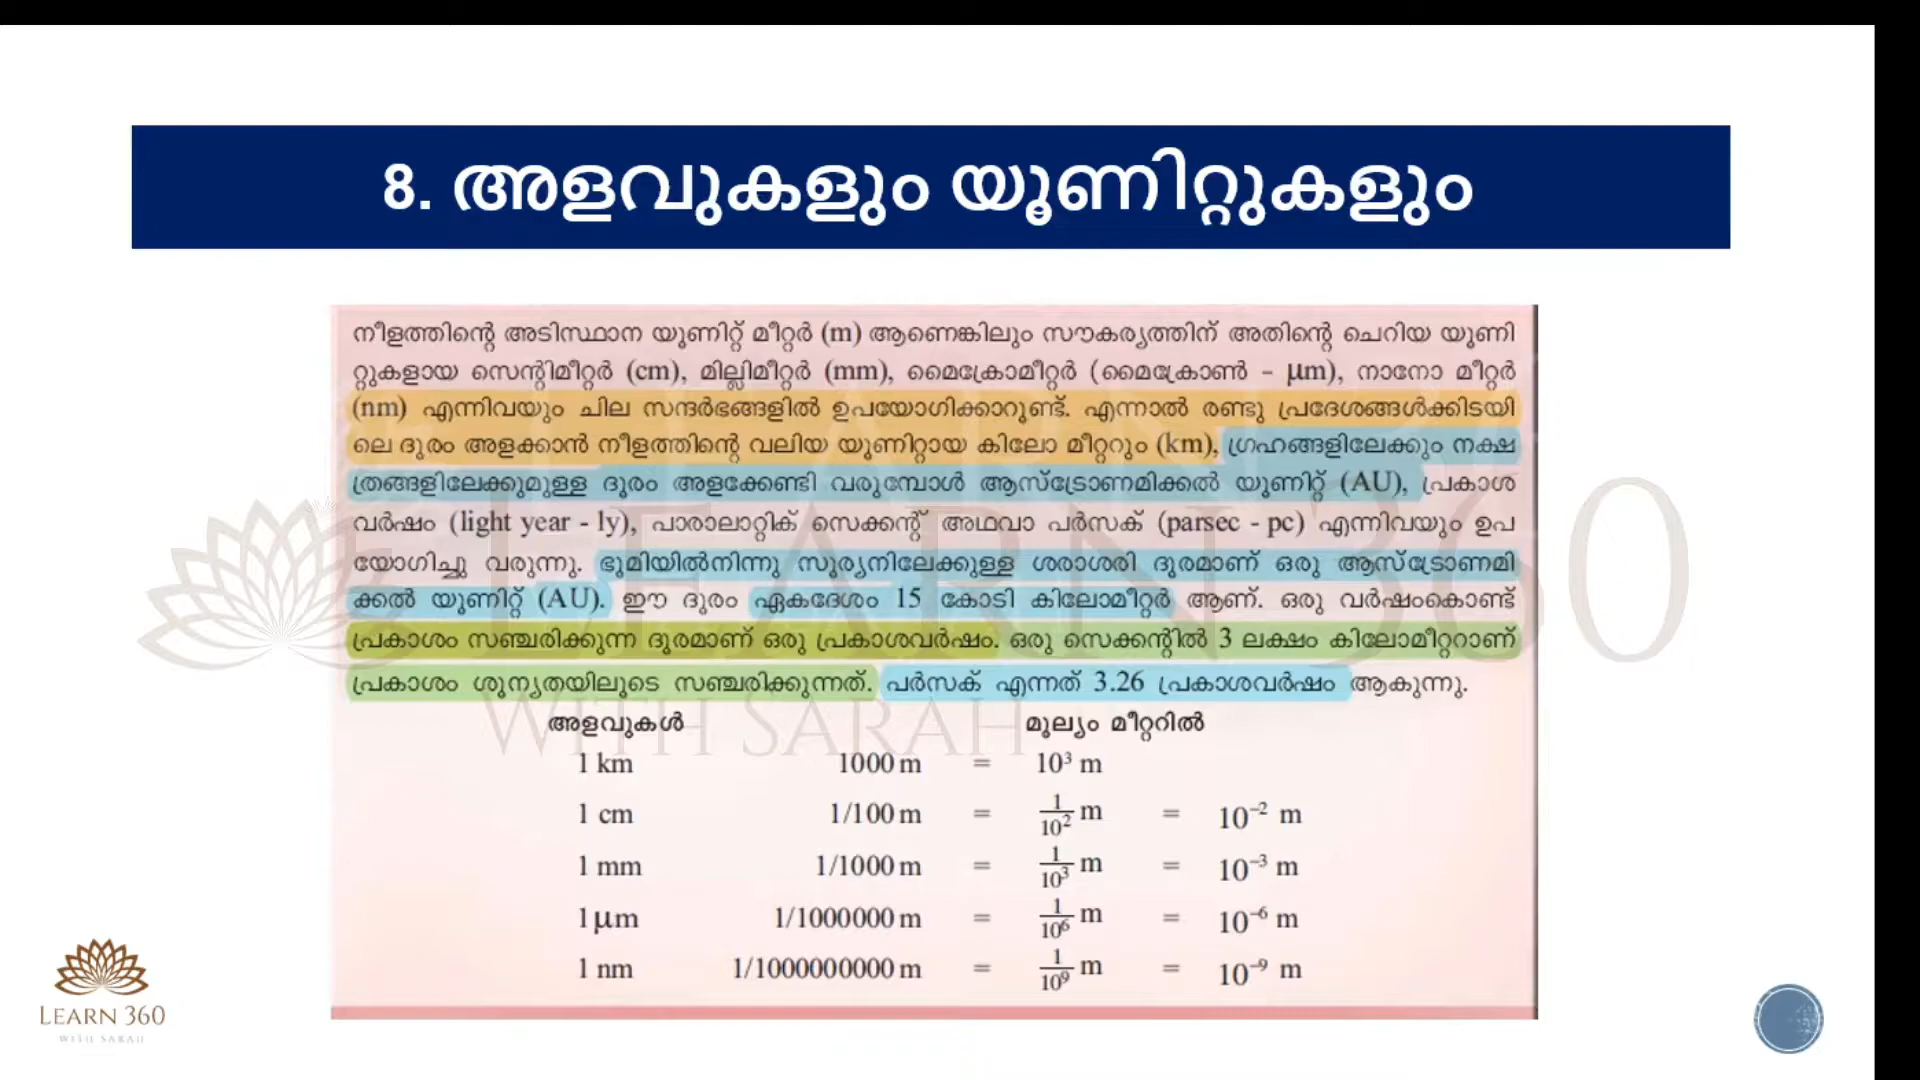 8. അളവുകളും യൂണിറ്റുകളും
നീളത്തിന്റെ അടിസ്ഥാന യൂണിറ്റ് മീറ്റർ (m) ആണെങ്കിലും സൗകര്യത്തിന് അതിന്റെ ചെറിയ യൂണി
റ്റുകളായ സെന്റിമീറ്റർ (cm), മില്ലിമീറ്റർ (mm), മൈക്രോമീറ്റർ (മൈക്രോൺ - μm), നാനോ മീറ്റർ
(nm) എന്നിവയും ചില സന്ദർഭങ്ങളിൽ ഉപയോഗിക്കാറുണ്ട്. എന്നാൽ രണ്ടു പ്രദേശങ്ങൾക്കിടയി
ലെ ദൂരം അളക്കാൻ നീളത്തിന്റെ വലിയ യൂണിറ്റായ കിലോ മീറ്ററും (km), ഗ്രഹങ്ങളിലേക്കും നക്ഷ
ത്രങ്ങളിലേക്കുമുള്ള ദൂരം അളക്കേണ്ടി വരുമ്പോൾ ആസ്ട്രോണമിക്കൽ യൂണിറ്റ് (AU), പ്രകാശ
വർഷം (light year - ly), പാരാലാറ്റിക് സെക്കന്റ് അഥവാ പർസക് (parsec - pc) എന്നിവയും ഉപ
യോഗിച്ചു വരുന്നു. ഭൂമിയിൽനിന്നു സൂര്യനിലേക്കുള്ള ശരാശരി ദൂരമാണ് ഒരു ആസ്ട്രോണമി
ക്കൽ യൂണിറ്റ് (AU). ഈ ദൂരം ഏകദേശം 15 കോടി കിലോമീറ്റർ ആണ്. ഒരു വർഷംകൊണ്ട്
പ്രകാശം സഞ്ചരിക്കുന്ന ദൂരമാണ് ഒരു പ്രകാശവർഷം. ഒരു സെക്കന്റിൽ 3 ലക്ഷം കിലോമീറ്ററാണ്
പ്രകാശം ശൂന്യതയിലൂടെ സഞ്ചരിക്കുന്നത്. പർസക് എന്നത് 3.26 പ്രകാശവർഷം ആകുന്നു.
അളവുകൾ മൂല്യം മീറ്ററിൽ
1 km 1000 m = 10³ m
1 cm 1/100 m = 1/10² m = 10⁻² m
1 mm 1/1000 m = 1/10³ m = 10⁻³ m
1 μm 1/1000000 m = 1/10⁶ m = 10⁻⁶ m
1 nm 1/1000000000 m = 1/10⁹ m = 10⁻⁹ m
LEARN 360
WITH SARAH
LEARN 360
WITH SARAH